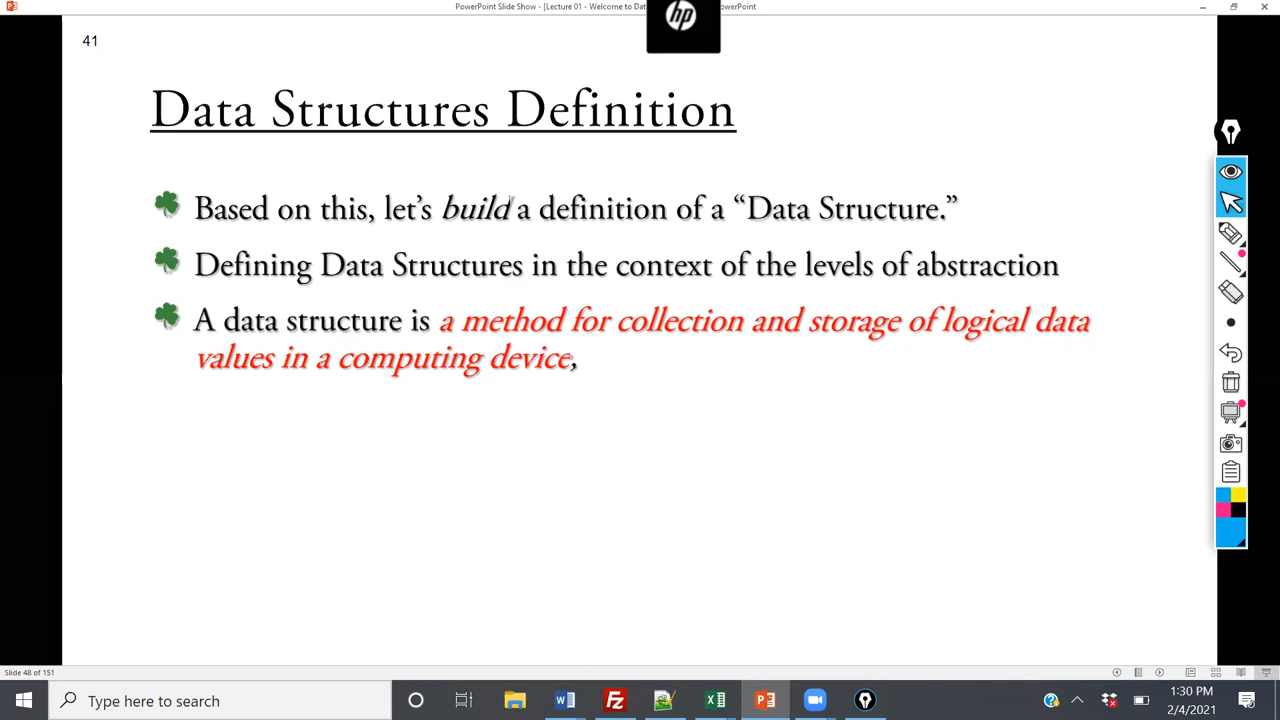 PowerPoint Slide Show - [Lecture 01 - Welcome to Dat
owerPoint
hp
41
Data Structures Definition
Based on this, let’s build a definition of a “Data Structure.”
Defining Data Structures in the context of the levels of abstraction
A data structure is a method for collection and storage of logical data
values in a computing device,
Slide 48 of 151
Type here to search
1:30 PM
2/4/2021